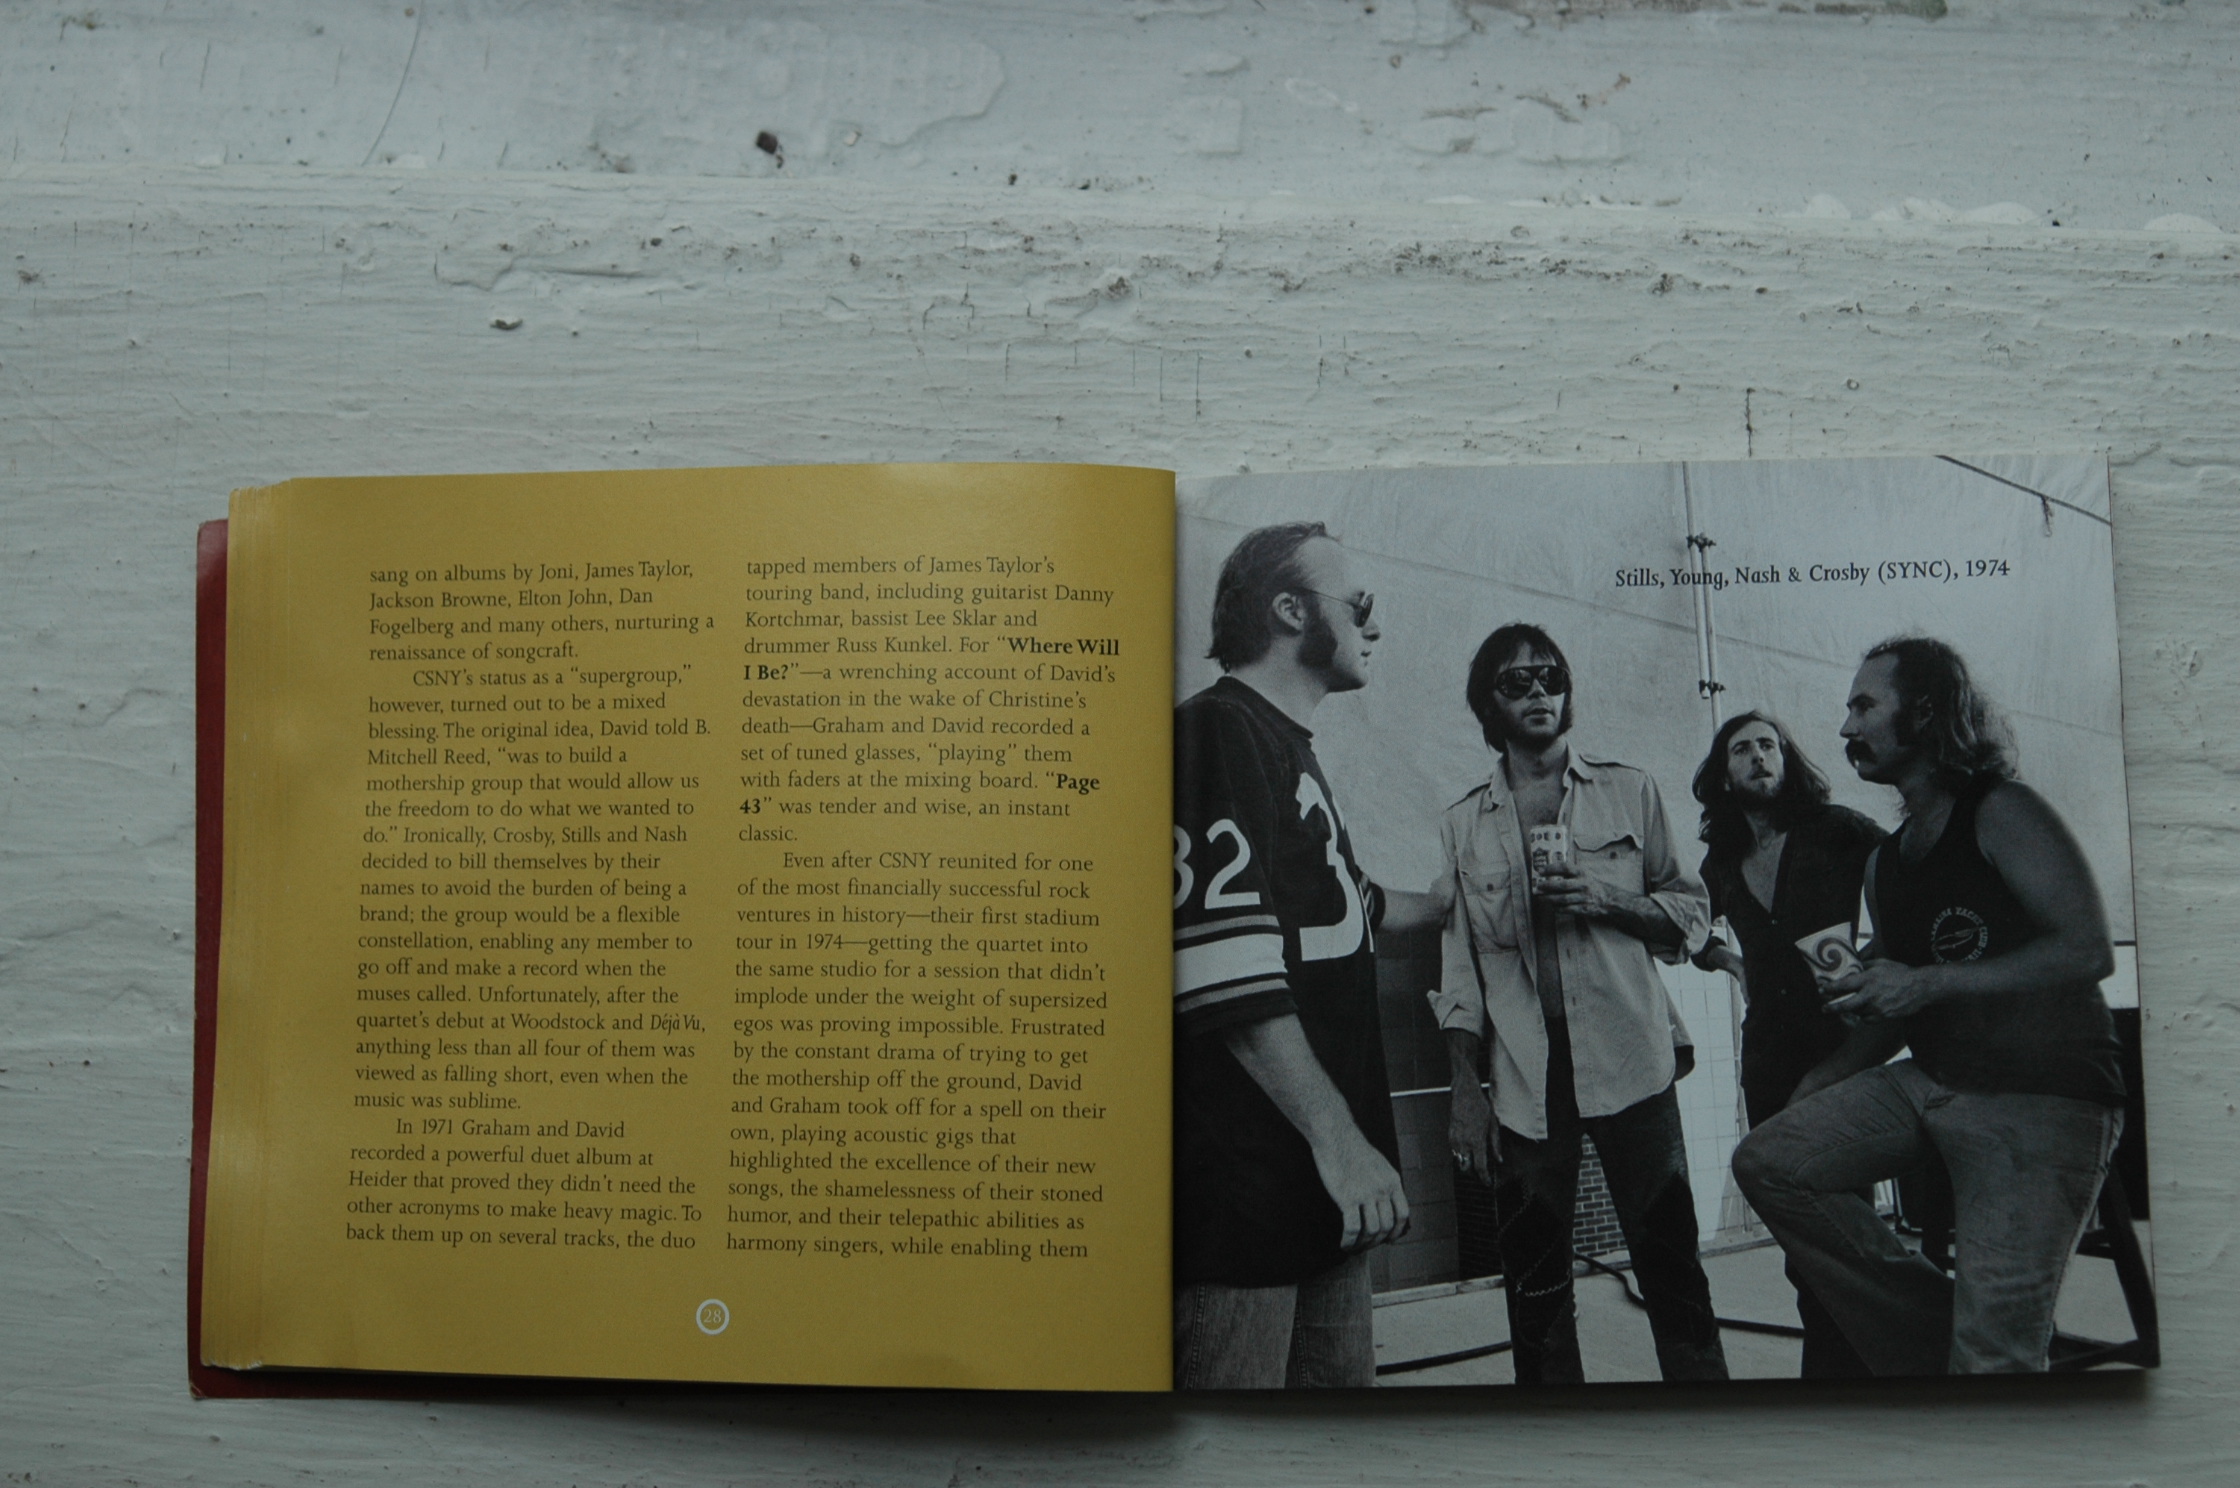 sang on albums by Joni, James Taylor,
Jackson Browne, Elton John, Dan
Fogelberg and many others, nurturing a
renaissance of songcraft.
CSNY's status as a “supergroup,”
however, turned out to be a mixed
blessing. The original idea, David told B.
Mitchell Reed, “was to build a
mothership group that would allow us
the freedom to do what we wanted to
do.” Ironically, Crosby, Stills and Nash
decided to bill themselves by their
names to avoid the burden of being a
brand; the group would be a flexible
constellation, enabling any member to
go off and make a record when the
muses called. Unfortunately, after the
quartet's debut at Woodstock and Déjà Vu,
anything less than all four of them was
viewed as falling short, even when the
music was sublime.
In 1971 Graham and David
recorded a powerful duet album at
Heider that proved they didn't need the
other acronyms to make heavy magic. To
back them up on several tracks, the duo
tapped members of James Taylor's
touring band, including guitarist Danny
Kortchmar, bassist Lee Sklar and
drummer Russ Kunkel. For “Where Will
I Be?”—a wrenching account of David's
devastation in the wake of Christine's
death—Graham and David recorded a
set of tuned glasses, “playing” them
with faders at the mixing board. “Page
43” was tender and wise, an instant
classic.
Even after CSNY reunited for one
of the most financially successful rock
ventures in history—their first stadium
tour in 1974—getting the quartet into
the same studio for a session that didn't
implode under the weight of supersized
egos was proving impossible. Frustrated
by the constant drama of trying to get
the mothership off the ground, David
and Graham took off for a spell on their
own, playing acoustic gigs that
highlighted the excellence of their new
songs, the shamelessness of their stoned
humor, and their telepathic abilities as
harmony singers, while enabling them
28
Stills, Young, Nash & Crosby (SYNC), 1974
32
3